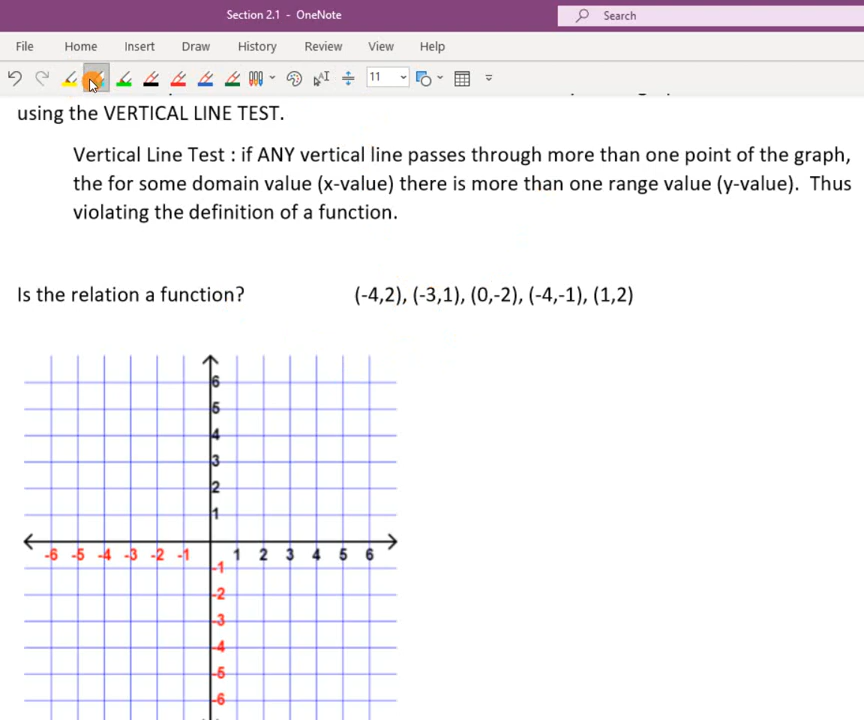 Section 2.1 - OneNote
Search
File Home Insert Draw History Review View Help
11
using the VERTICAL LINE TEST.
Vertical Line Test : if ANY vertical line passes through more than one point of the graph,
the for some domain value (x-value) there is more than one range value (y-value). Thus
violating the definition of a function.
Is the relation a function? (-4,2), (-3,1), (0,-2), (-4,-1), (1,2)
6
5
4
3
2
1
-6 -5 -4 -3 -2 -1 1 2 3 4 5 6
-1
-2
-3
-4
-5
-6